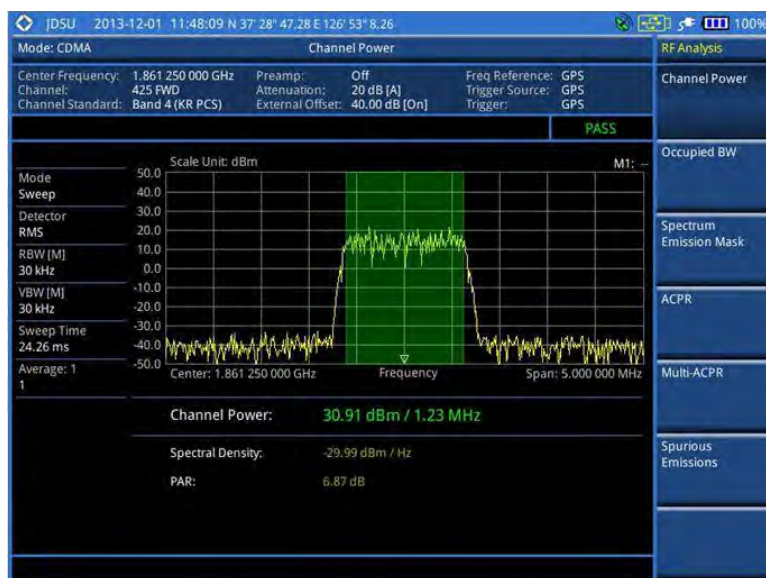 JDSU 2013-12-01 11:48:09 N 37' 28" 47.28 E 126' 53" 8.26 100%
Mode: CDMA Channel Power RF Analysis
Center Frequency: 1.861 250 000 GHz Preamp: Off Freq Reference: GPS
Channel: 425 FWD Attenuation: 20 dB [A] Trigger Source: GPS
Channel Standard: Band 4 (KR PCS) External Offset: 40.00 dB [On] Trigger: GPS
PASS
Scale Unit: dBm M1: --
Mode
Sweep
Detector
RMS
RBW [M]
30 kHz
VBW [M]
30 kHz
Sweep Time
24.26 ms
Average: 1
1
50.0
40.0
30.0
20.0
10.0
0.0
-10.0
-20.0
-30.0
-40.0
-50.0
Center: 1.861 250 000 GHz Frequency Span: 5.000 000 MHz
Channel Power: 30.91 dBm / 1.23 MHz
Spectral Density: -29.99 dBm / Hz
PAR: 6.87 dB
Channel Power
Occupied BW
Spectrum
Emission Mask
ACPR
Multi-ACPR
Spurious
Emissions